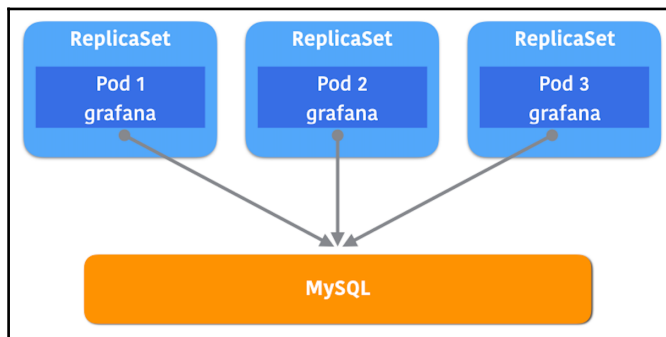 ReplicaSet
Pod 1
grafana
ReplicaSet
Pod 2
grafana
ReplicaSet
Pod 3
grafana
MySQL